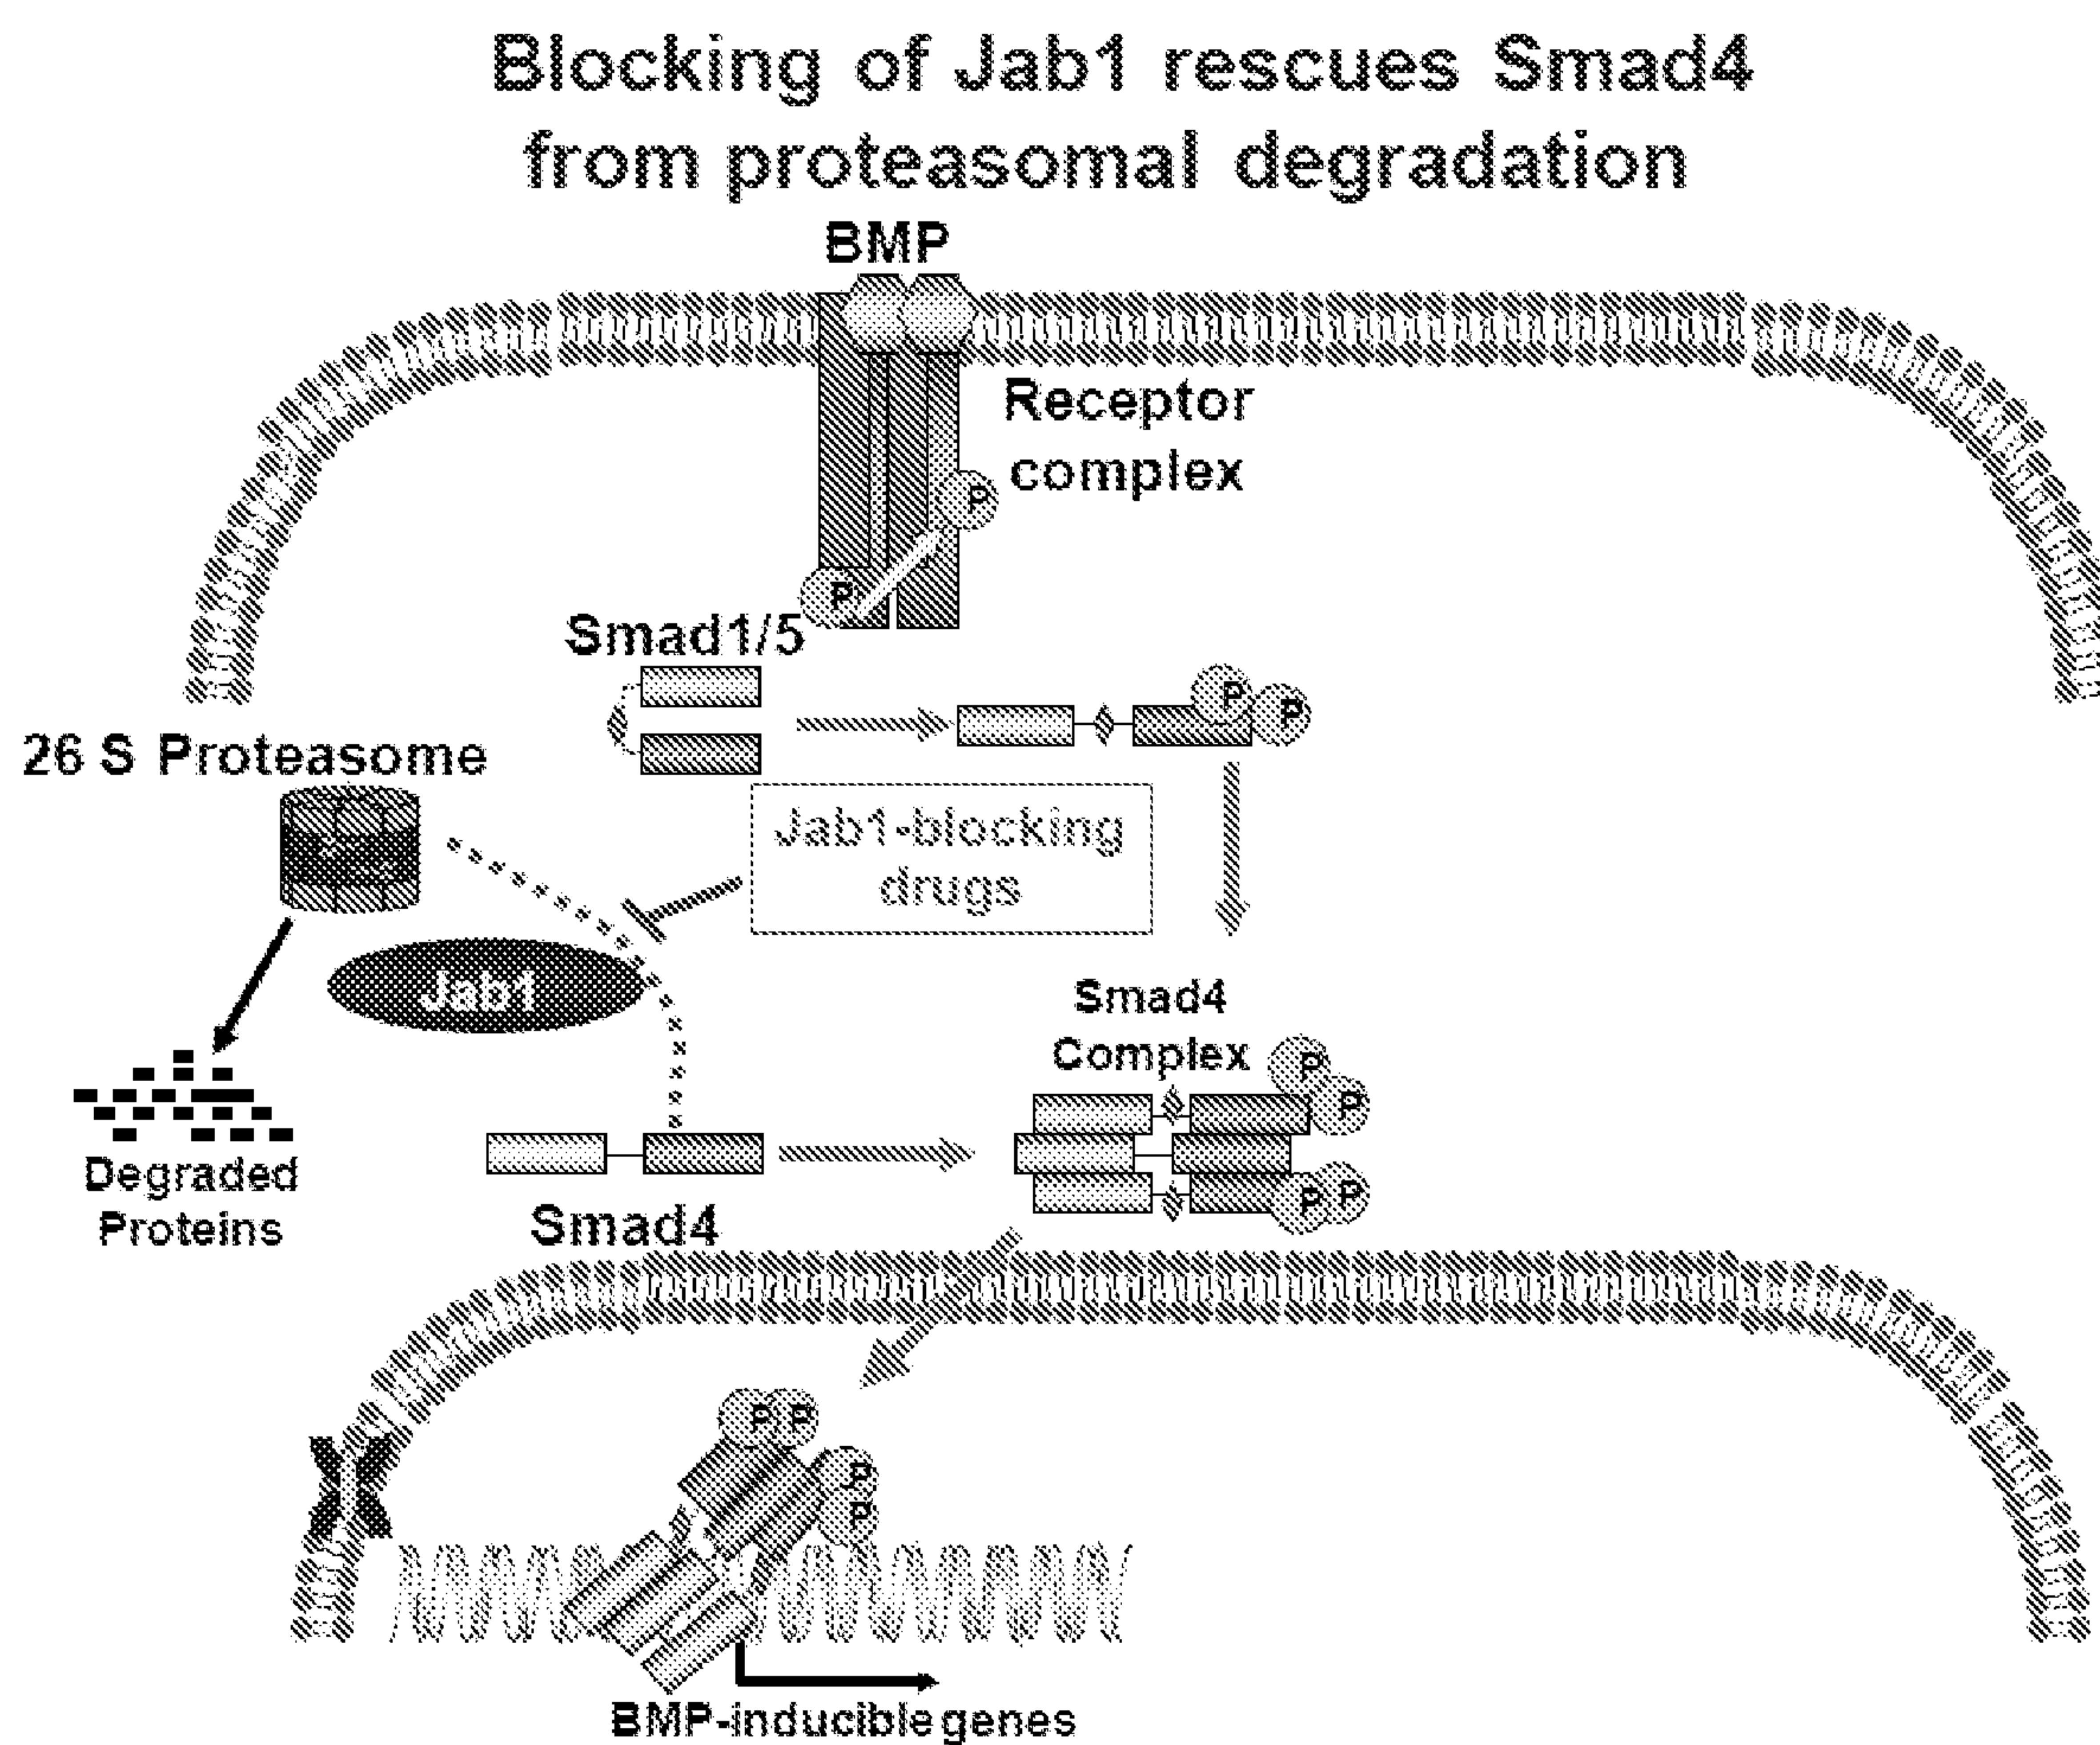 Blocking of Jab1 rescues Smad4
from proteasomal degradation
BMP
Receptor
complex
P
P
Smad1/5
P
P
26 S Proteasome
Jab1-blocking
drugs
Jab1
Smad4
Complex
P
P
P
P
Degraded
Proteins
Smad4
P P
P
P
BMP-inducible genes